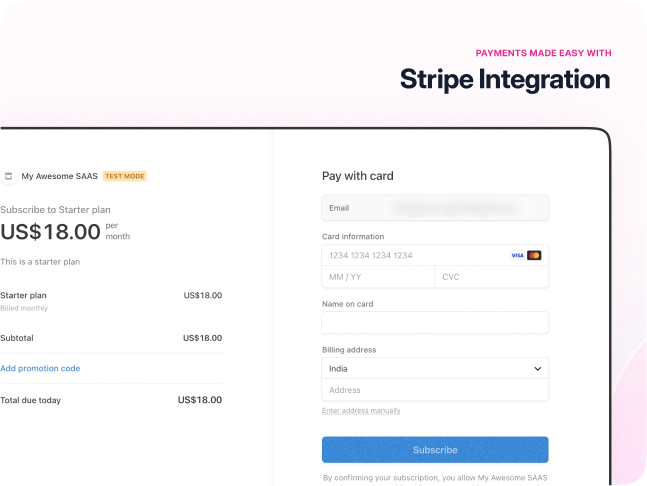 PAYMENTS MADE EASY WITH
Stripe Integration
My Awesome SAAS TEST MODE
Subscribe to Starter plan
US$18.00 per month
This is a starter plan
Starter plan US$18.00
Billed monthly
Subtotal US$18.00
Add promotion code
Total due today US$18.00
Pay with card
Email
Card information
1234 1234 1234 1234 VISA
MM / YY CVC
Name on card
Billing address
India
Address
Enter address manually
Subscribe
By confirming your subscription, you allow My Awesome SAAS